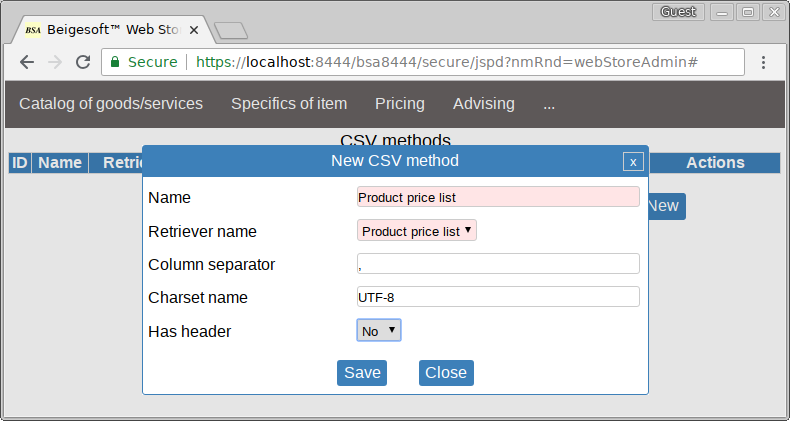 Guest
BSA Beigesoft™ Web Sto
Secure https://localhost:8444/bsa8444/secure/jspd?nmRnd=webStoreAdmin#
Catalog of goods/services Specifics of item Pricing Advising ...
CSV methods
ID Name Retrie Actions
New
New CSV method x
Name Product price list
Retriever name Product price list
Column separator ,
Charset name UTF-8
Has header No
Save Close